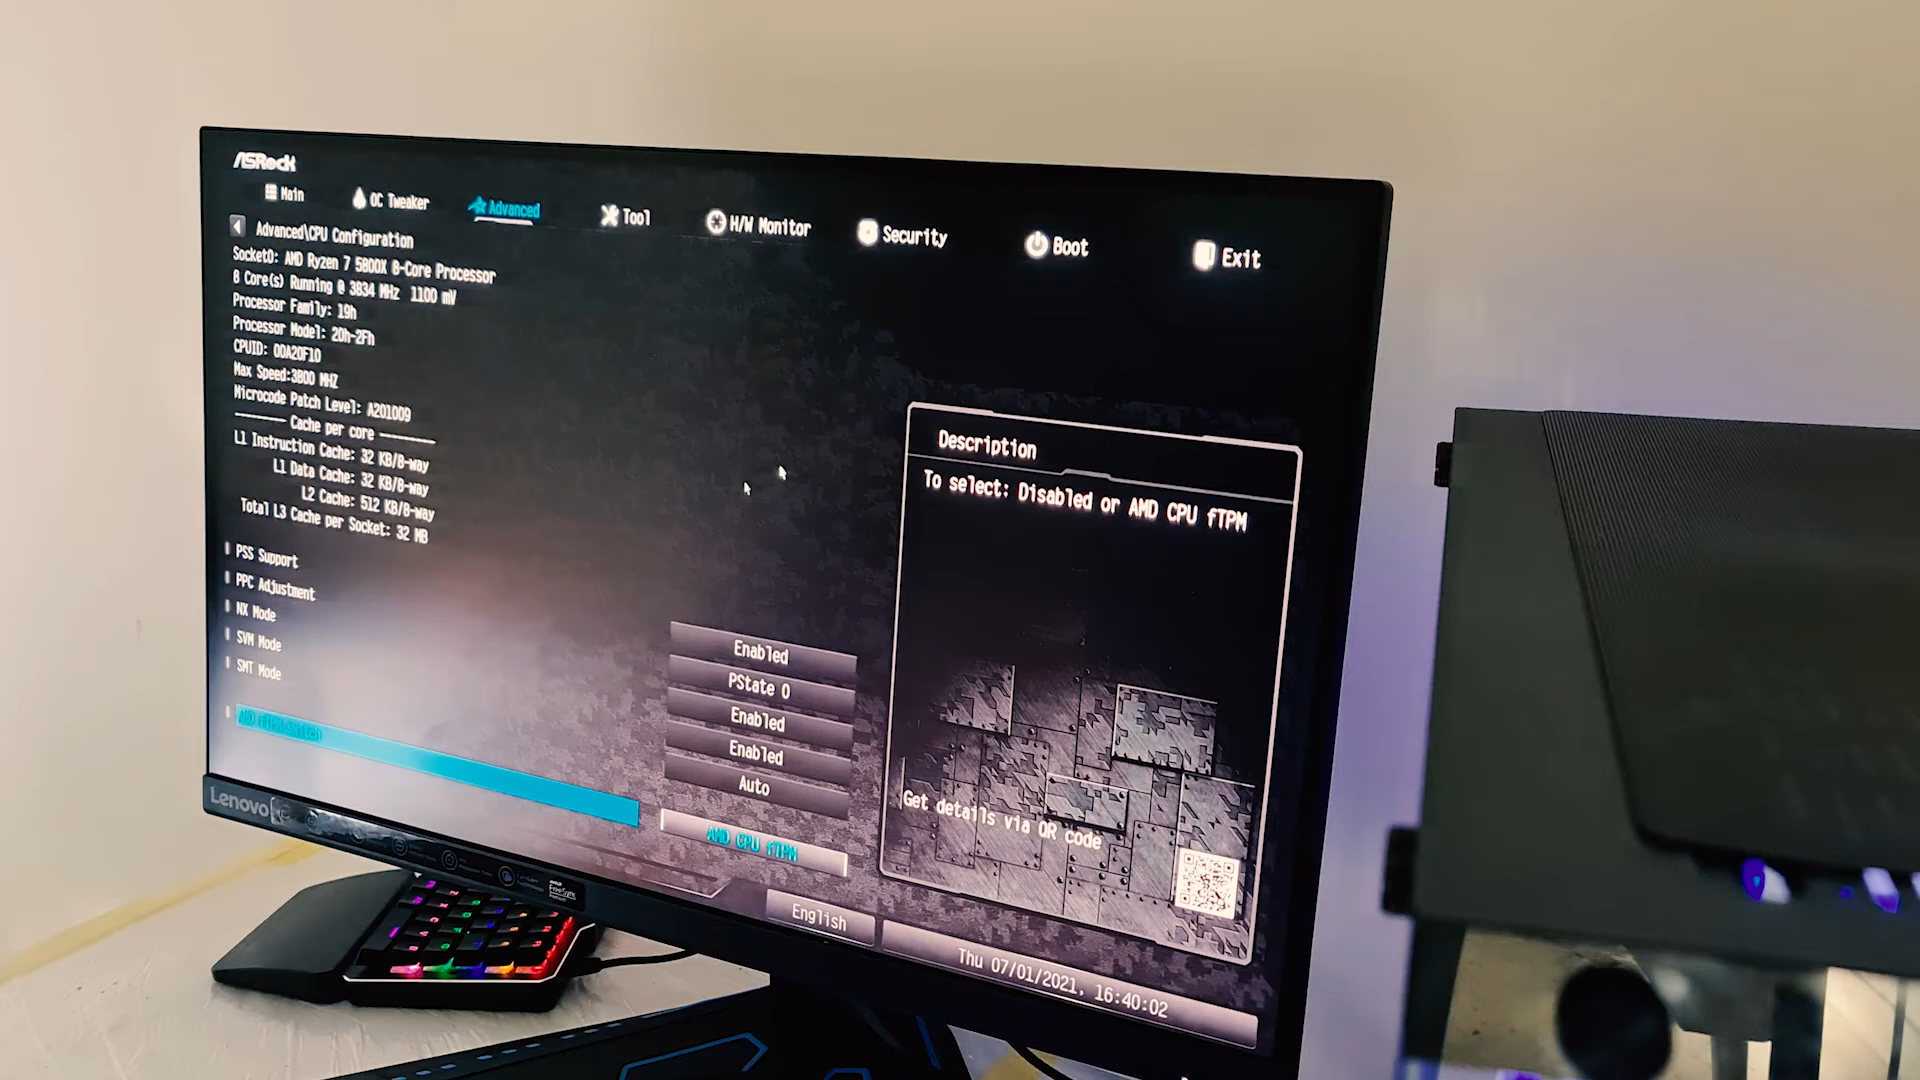 ASRock
Main
OC Tweaker
Advanced
Tool
H/W Monitor
Security
Boot
Exit
Advanced\CPU Configuration
Socket0: AMD Ryzen 7 5800X 8-Core Processor
8 Core(s) Running @ 3834 MHz 1100 mV
Processor Family: 19h
Processor Model: 20h-2Fh
CPUID: 00A20F10
Max Speed:3800 MHZ
Microcode Patch Level: A201009
Cache per core
L1 Instruction Cache: 32 KB/8-way
L1 Data Cache: 32 KB/8-way
L2 Cache: 512 KB/8-way
Total L3 Cache per Socket: 32 MB
PSS Support
Enabled
PPC Adjustment
PState 0
NX Mode
Enabled
SVM Mode
Enabled
SMT Mode
Auto
AMD fTPM switch
AMD CPU fTPM
Description
To select: Disabled or AMD CPU fTPM
Get details via QR code
English
Thu 07/01/2021, 16:40:02
Lenovo
AMD
FreeSync